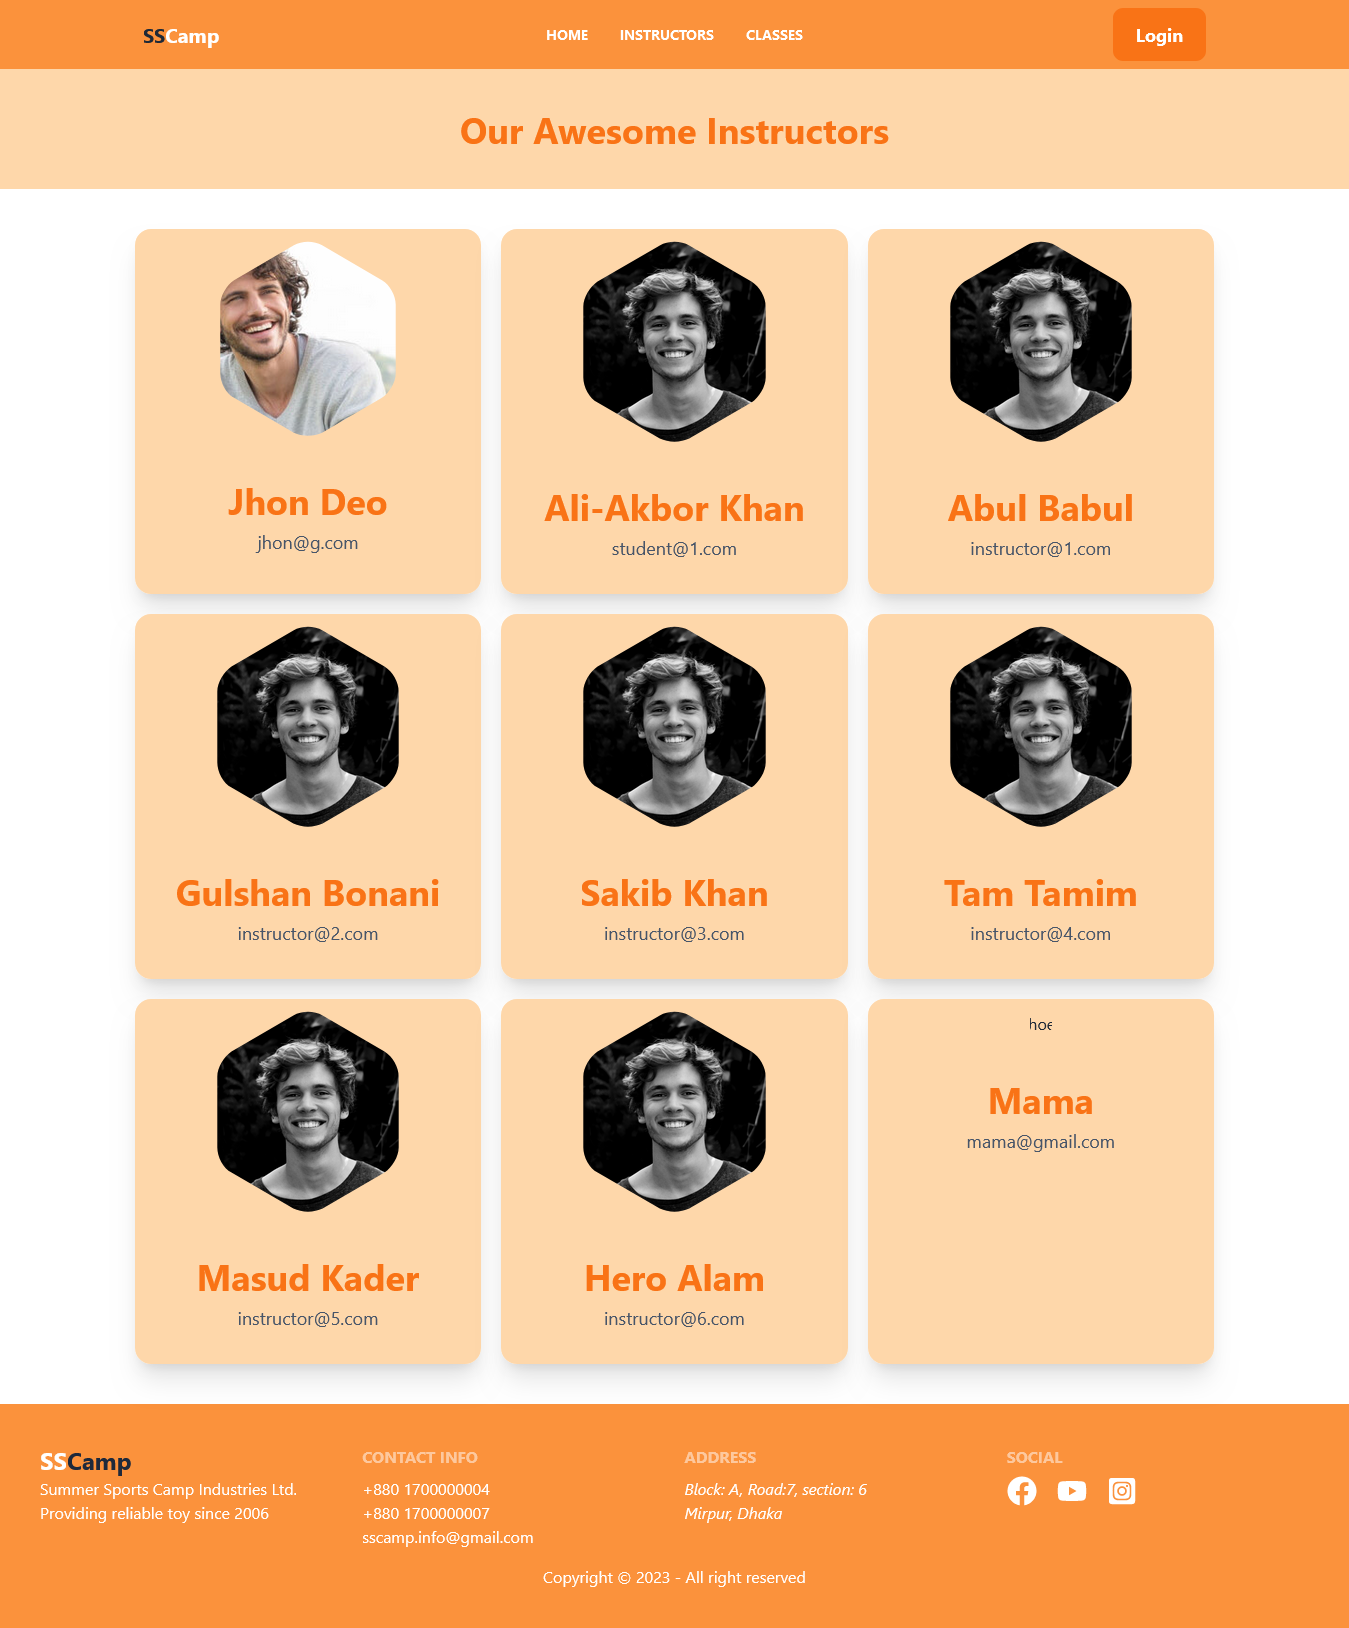 SSCamp
HOME INSTRUCTORS CLASSES
Login
Our Awesome Instructors
Jhon Deo
jhon@g.com
Ali-Akbor Khan
student@1.com
Abul Babul
instructor@1.com
Gulshan Bonani
instructor@2.com
Sakib Khan
instructor@3.com
Tam Tamim
instructor@4.com
Masud Kader
instructor@5.com
Hero Alam
instructor@6.com
hoe
Mama
mama@gmail.com
SSCamp
Summer Sports Camp Industries Ltd.
Providing reliable toy since 2006
CONTACT INFO
+880 1700000004
+880 1700000007
sscamp.info@gmail.com
ADDRESS
Block: A, Road:7, section: 6
Mirpur, Dhaka
SOCIAL
Copyright © 2023 - All right reserved